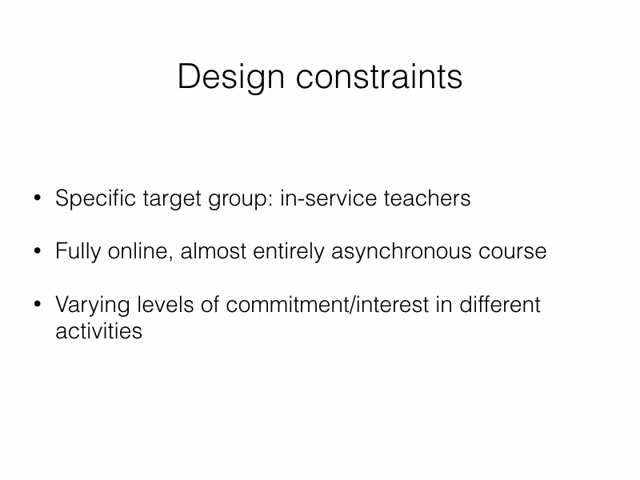 Design constraints
• Specific target group: in-service teachers
• Fully online, almost entirely asynchronous course
• Varying levels of commitment/interest in different
activities